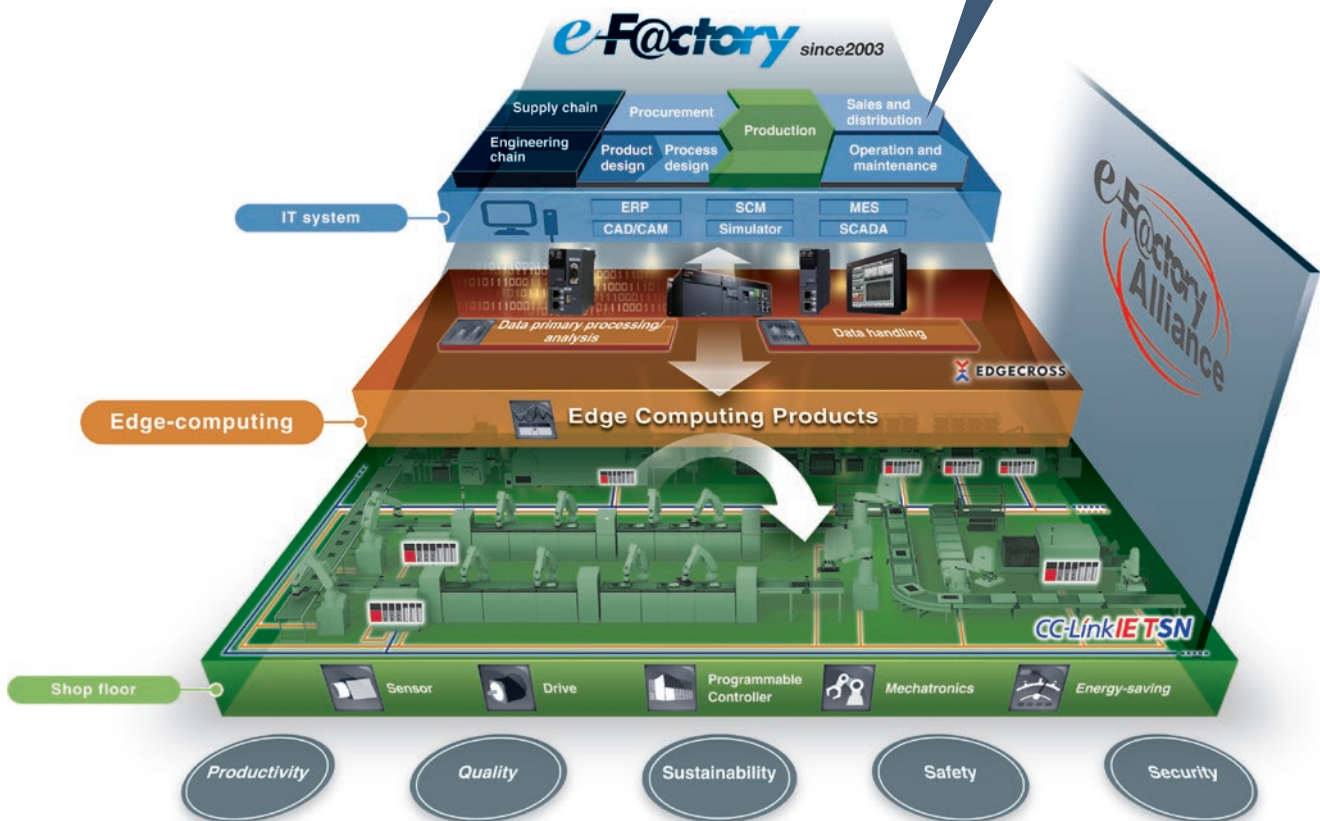 e-F@ctory since2003
Supply chain
Procurement
Production
Sales and
distribution
Engineering
chain
Product
design
Process
design
Operation and
maintenance
IT system
ERP
SCM
MES
CAD/CAM
Simulator
SCADA
Data primary processing/
analysis
Data handling
EDGECROSS
Edge-computing
Edge Computing Products
e-F@ctory
Alliance
CC-Link IE TSN
Shop floor
Sensor
Drive
Programmable
Controller
Mechatronics
Energy-saving
Productivity
Quality
Sustainability
Safety
Security